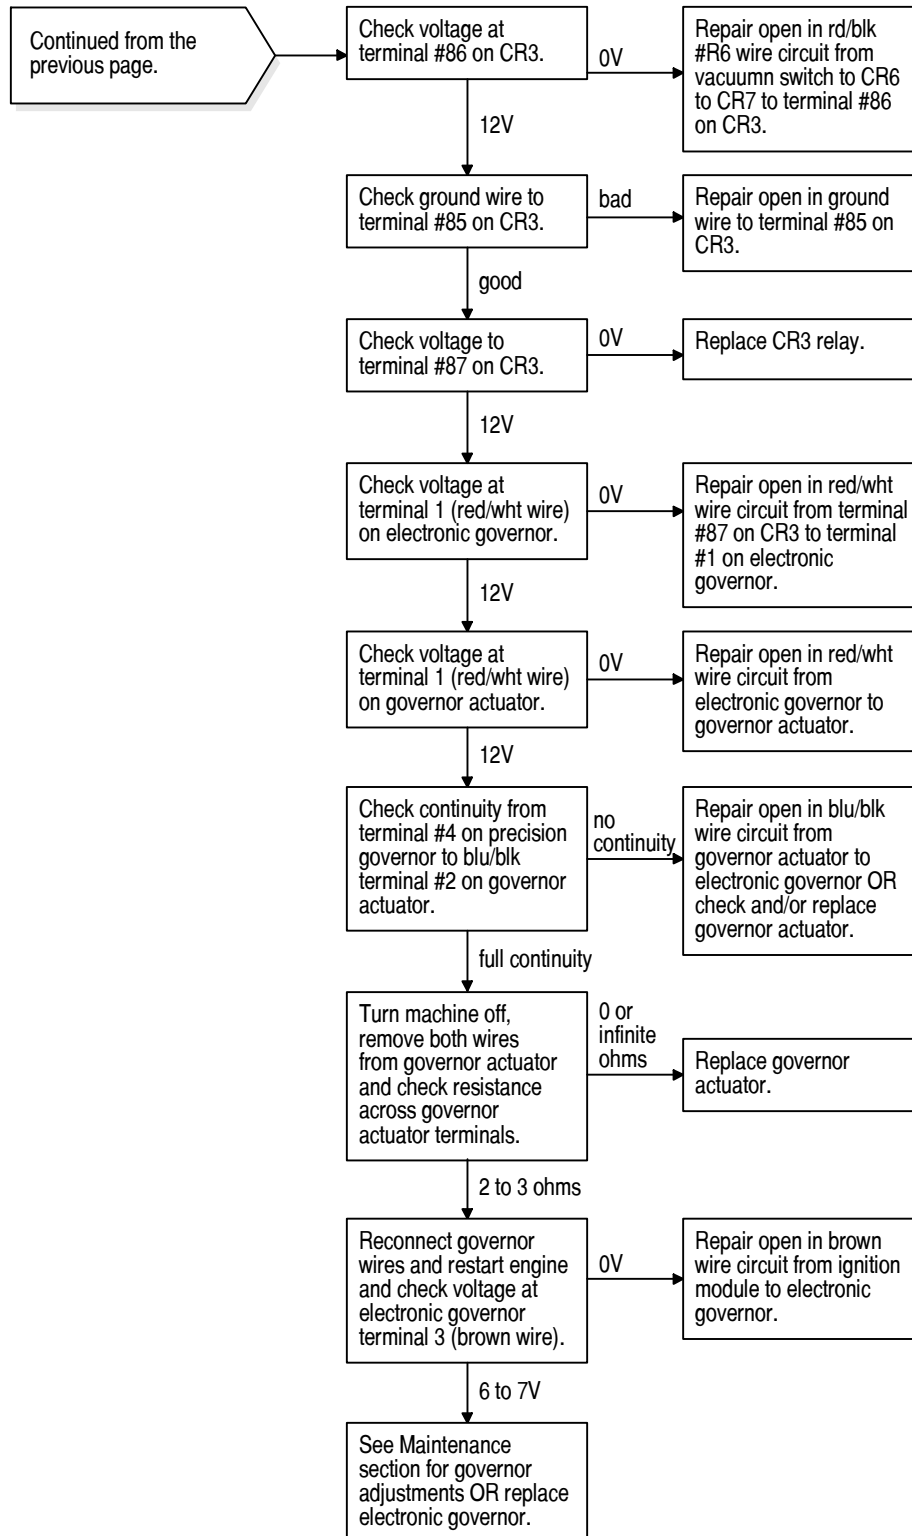 Continued from the
previous page.
Check voltage at
terminal #86 on CR3.
0V
Repair open in rd/blk
#R6 wire circuit from
vacuumn switch to CR6
to CR7 to terminal #86
on CR3.
12V
Check ground wire to
terminal #85 on CR3.
bad
Repair open in ground
wire to terminal #85 on
CR3.
good
Check voltage to
terminal #87 on CR3.
0V
Replace CR3 relay.
12V
Check voltage at
terminal 1 (red/wht wire)
on electronic governor.
0V
Repair open in red/wht
wire circuit from terminal
#87 on CR3 to terminal
#1 on electronic
governor.
12V
Check voltage at
terminal 1 (red/wht wire)
on governor actuator.
0V
Repair open in red/wht
wire circuit from
electronic governor to
governor actuator.
12V
Check continuity from
terminal #4 on precision
governor to blu/blk
terminal #2 on governor
actuator.
no
continuity
Repair open in blu/blk
wire circuit from
governor actuator to
electronic governor OR
check and/or replace
governor actuator.
full continuity
Turn machine off,
remove both wires
from governor actuator
and check resistance
across governor
actuator terminals.
0 or
infinite
ohms
Replace governor
actuator.
2 to 3 ohms
Reconnect governor
wires and restart engine
and check voltage at
electronic governor
terminal 3 (brown wire).
0V
Repair open in brown
wire circuit from ignition
module to electronic
governor.
6 to 7V
See Maintenance
section for governor
adjustments OR replace
electronic governor.